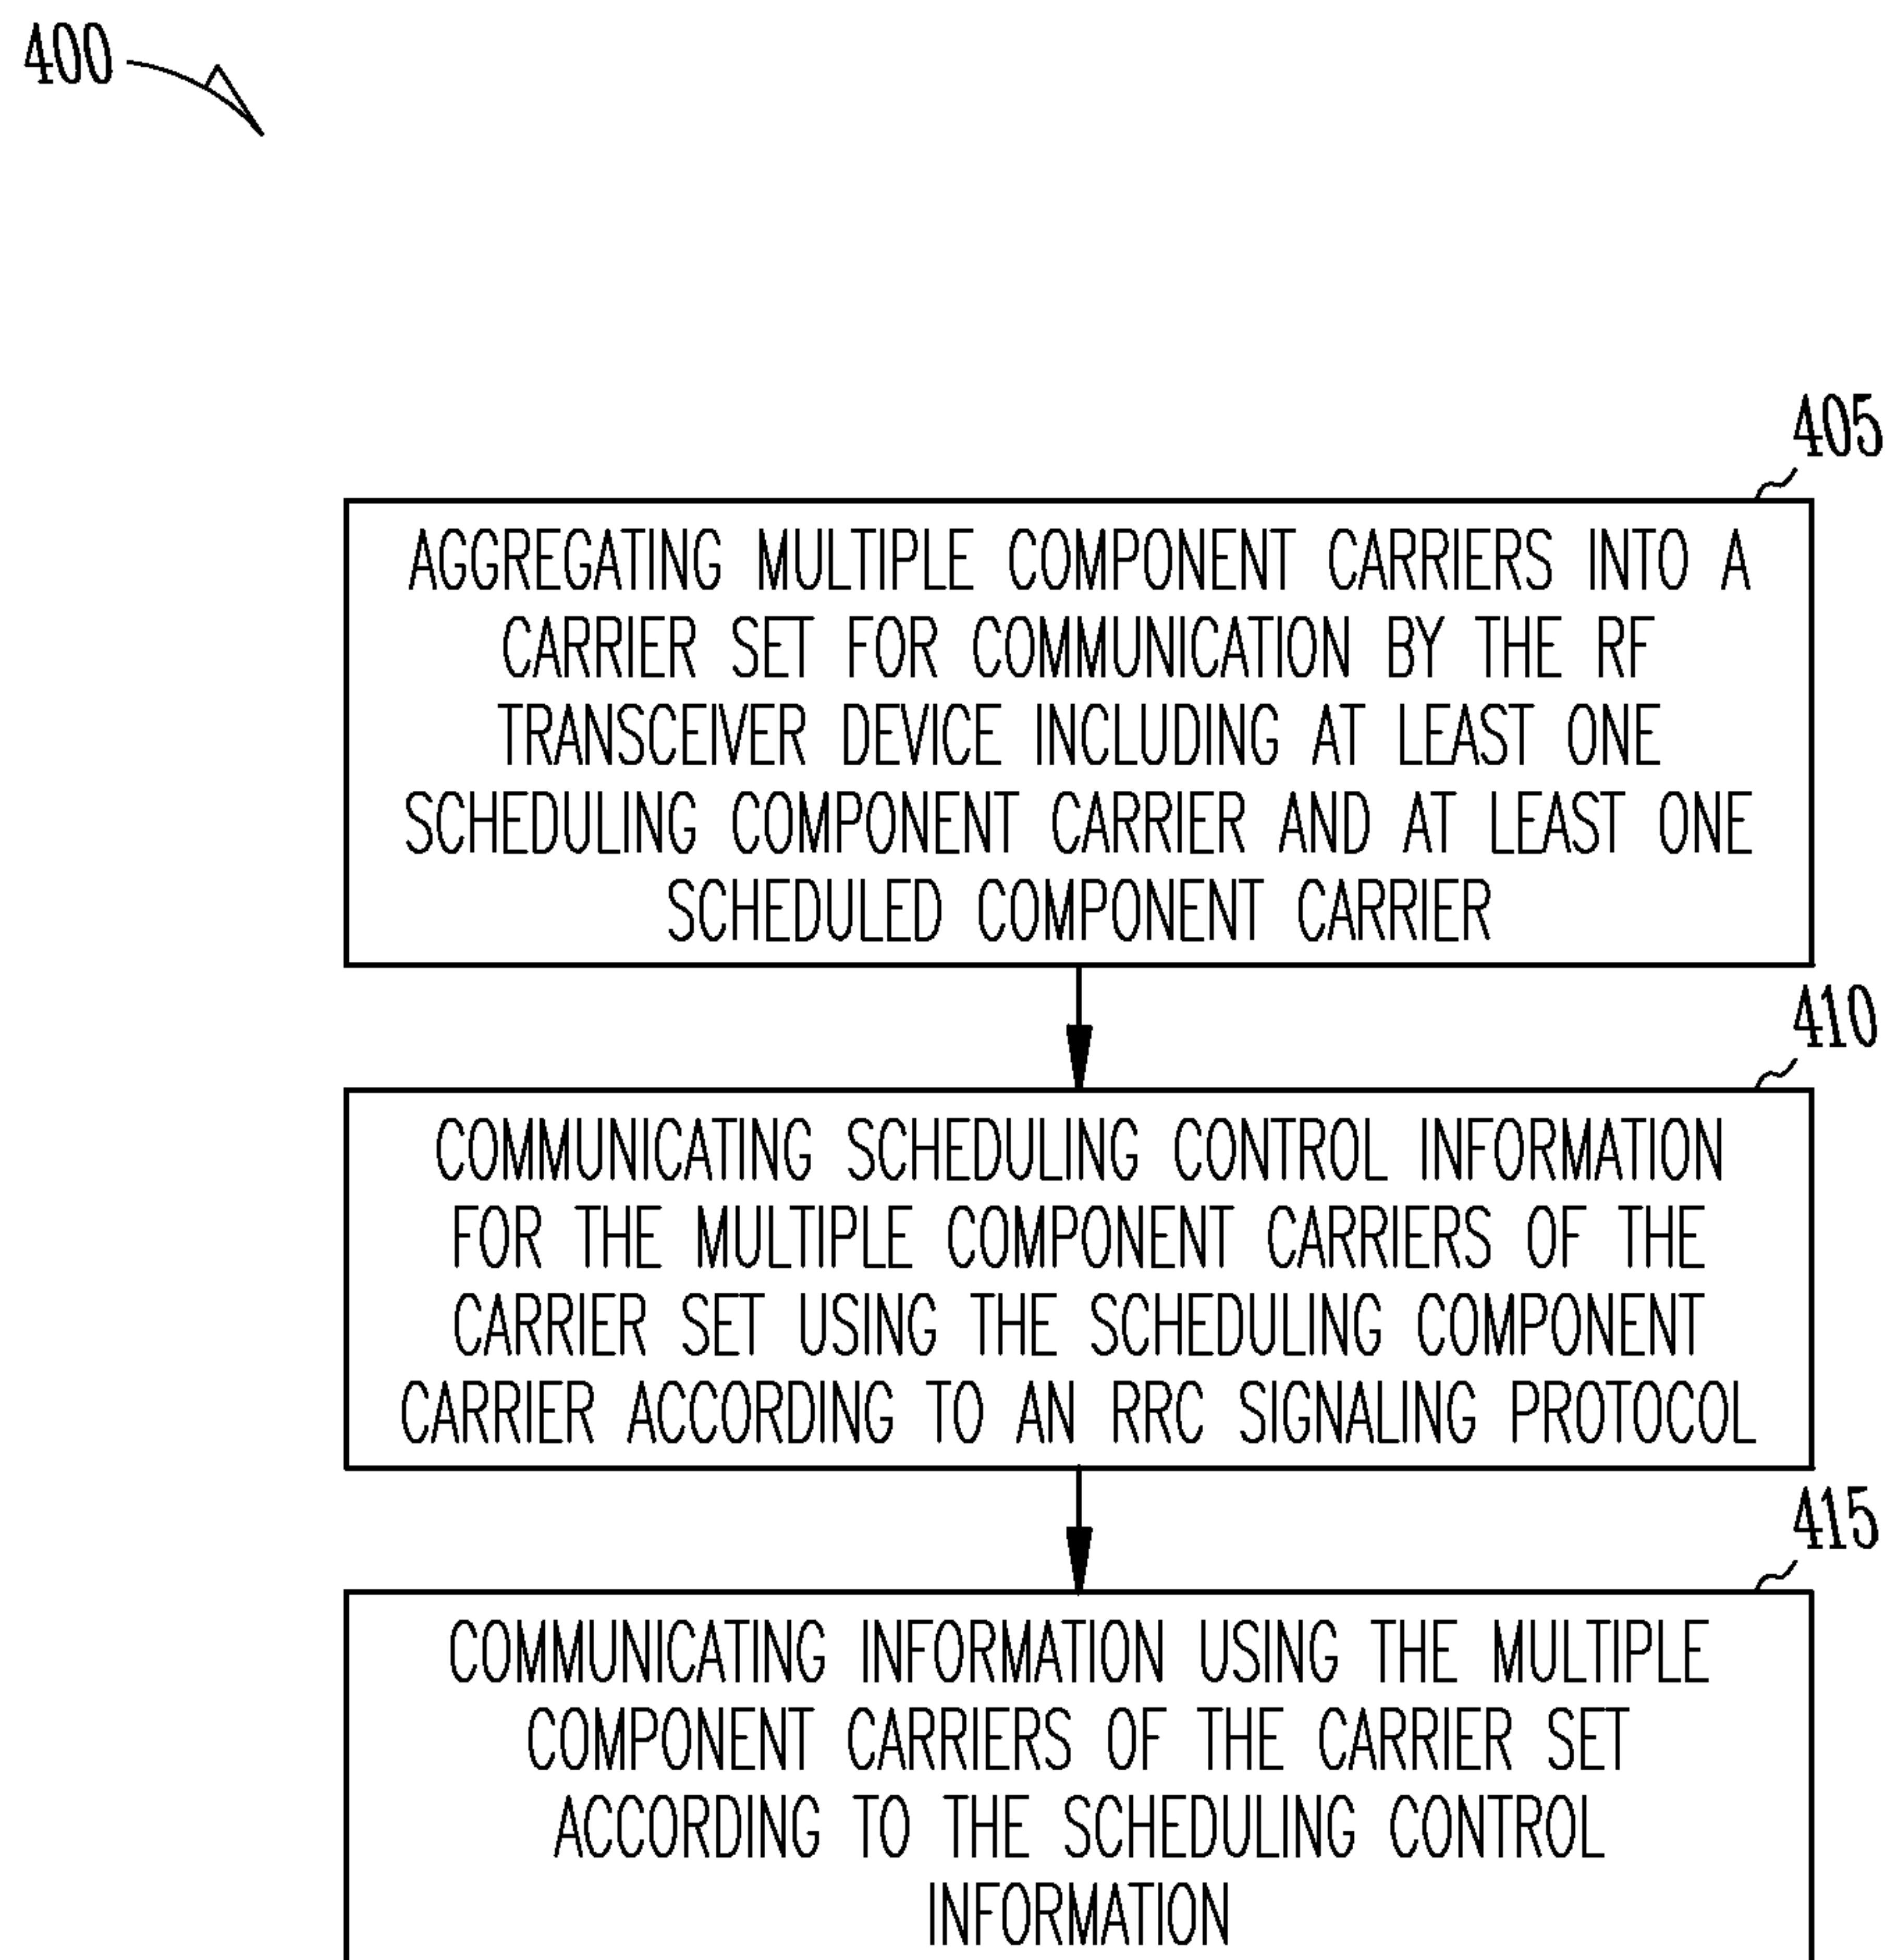 400
405
AGGREGATING MULTIPLE COMPONENT CARRIERS INTO A
CARRIER SET FOR COMMUNICATION BY THE RF
TRANSCEIVER DEVICE INCLUDING AT LEAST ONE
SCHEDULING COMPONENT CARRIER AND AT LEAST ONE
SCHEDULED COMPONENT CARRIER
410
COMMUNICATING SCHEDULING CONTROL INFORMATION
FOR THE MULTIPLE COMPONENT CARRIERS OF THE
CARRIER SET USING THE SCHEDULING COMPONENT
CARRIER ACCORDING TO AN RRC SIGNALING PROTOCOL
415
COMMUNICATING INFORMATION USING THE MULTIPLE
COMPONENT CARRIERS OF THE CARRIER SET
ACCORDING TO THE SCHEDULING CONTROL
INFORMATION